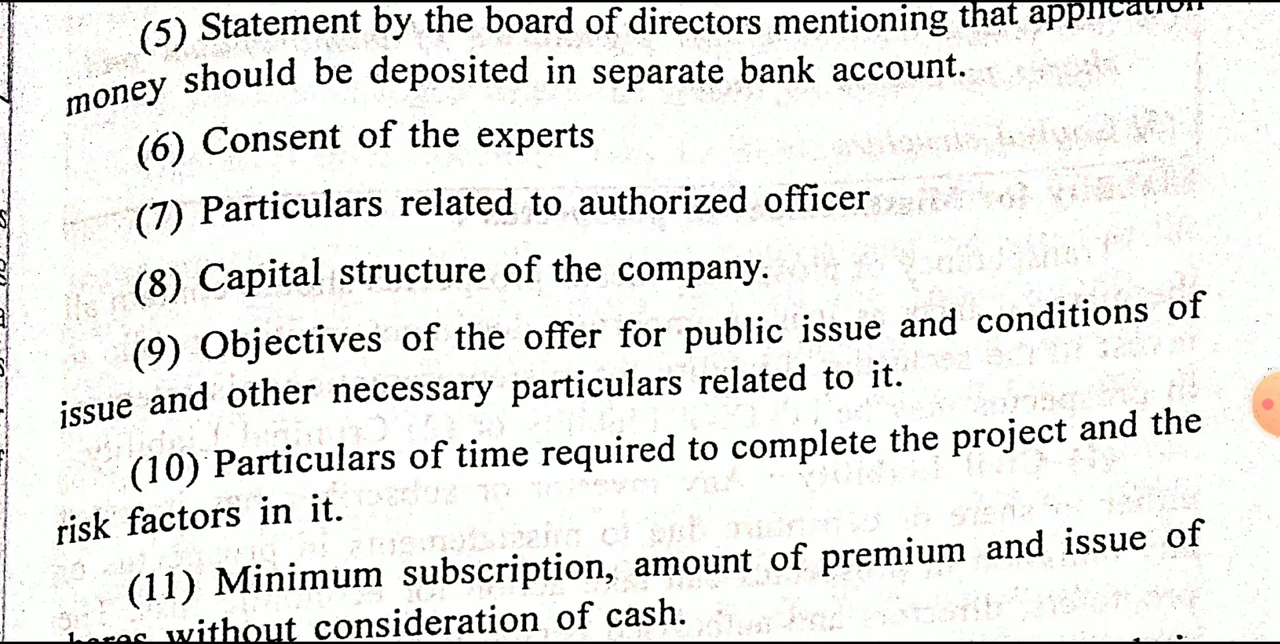 (5) Statement by the board of directors mentioning that application
money should be deposited in separate bank account.
(6) Consent of the experts
(7) Particulars related to authorized officer
(8) Capital structure of the company.
(9) Objectives of the offer for public issue and conditions of
issue and other necessary particulars related to it.
(10) Particulars of time required to complete the project and the
risk factors in it.
(11) Minimum subscription, amount of premium and issue of
without consideration of cash.